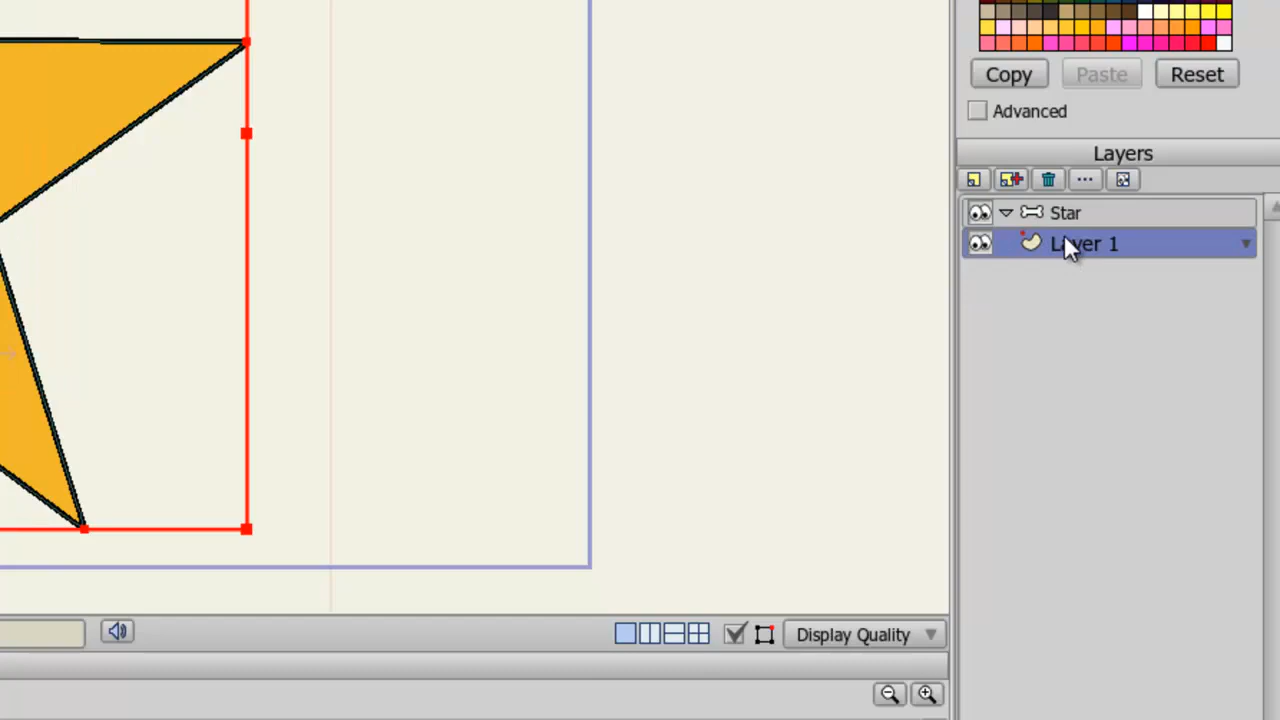 Copy Paste Reset
Advanced
Layers
Star
Layer 1
Display Quality